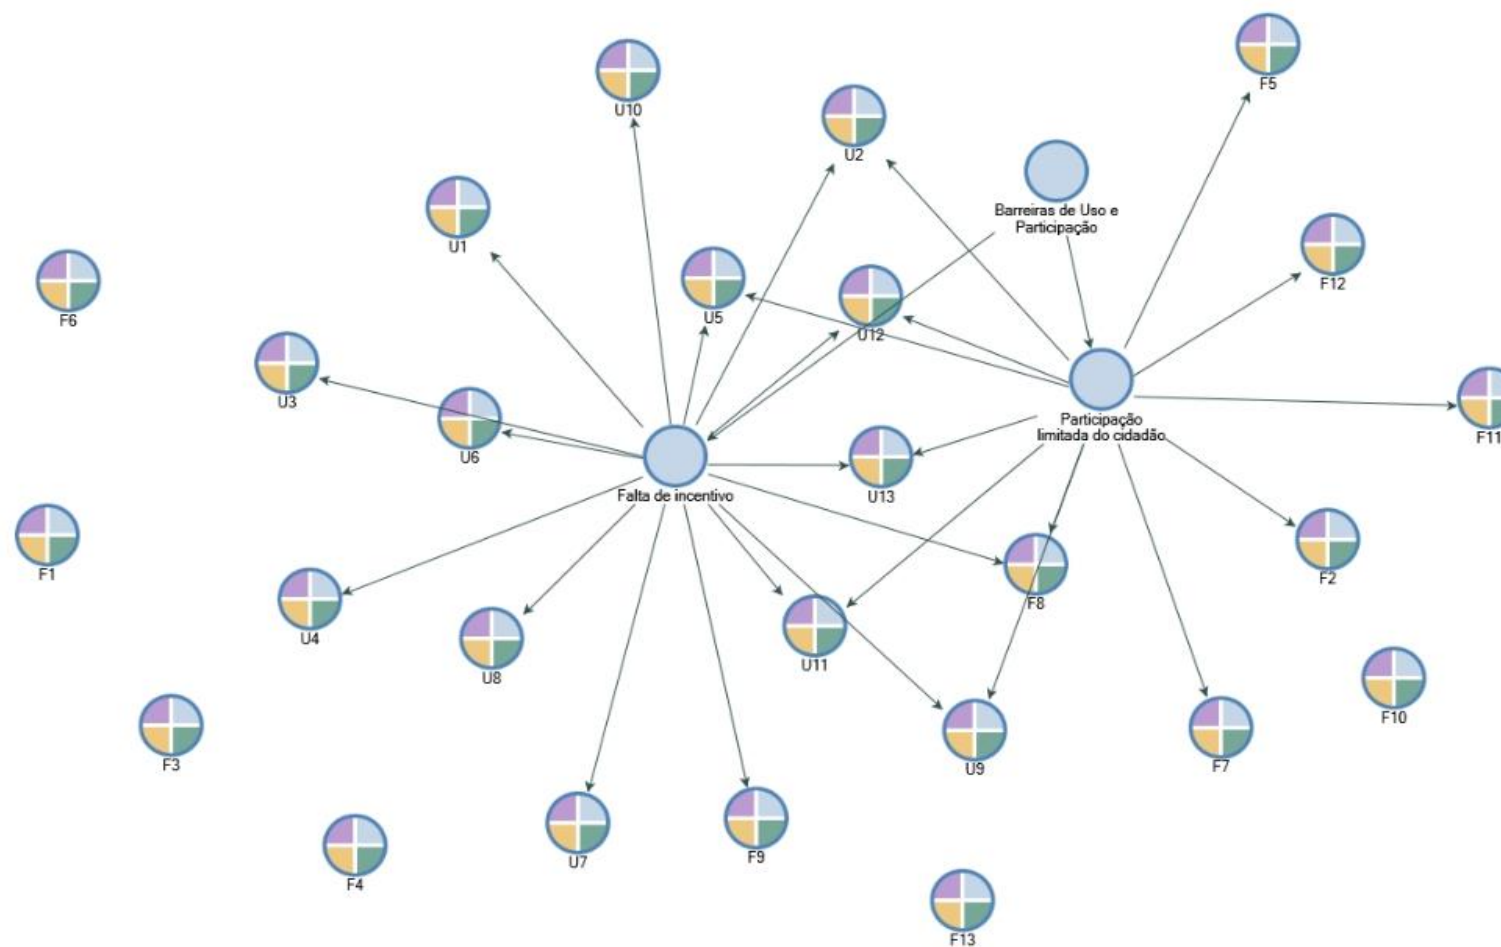 F5
U10
U2
Barreiras de Uso e
Participação
U1
F12
F6
U5
U12
U3
Participação
limitada do cidadão
F11
U6
Falta de incentivo
U13
F1
F2
F8
U4
U11
U8
F10
F3
U9
F7
F9
U7
F4
F13